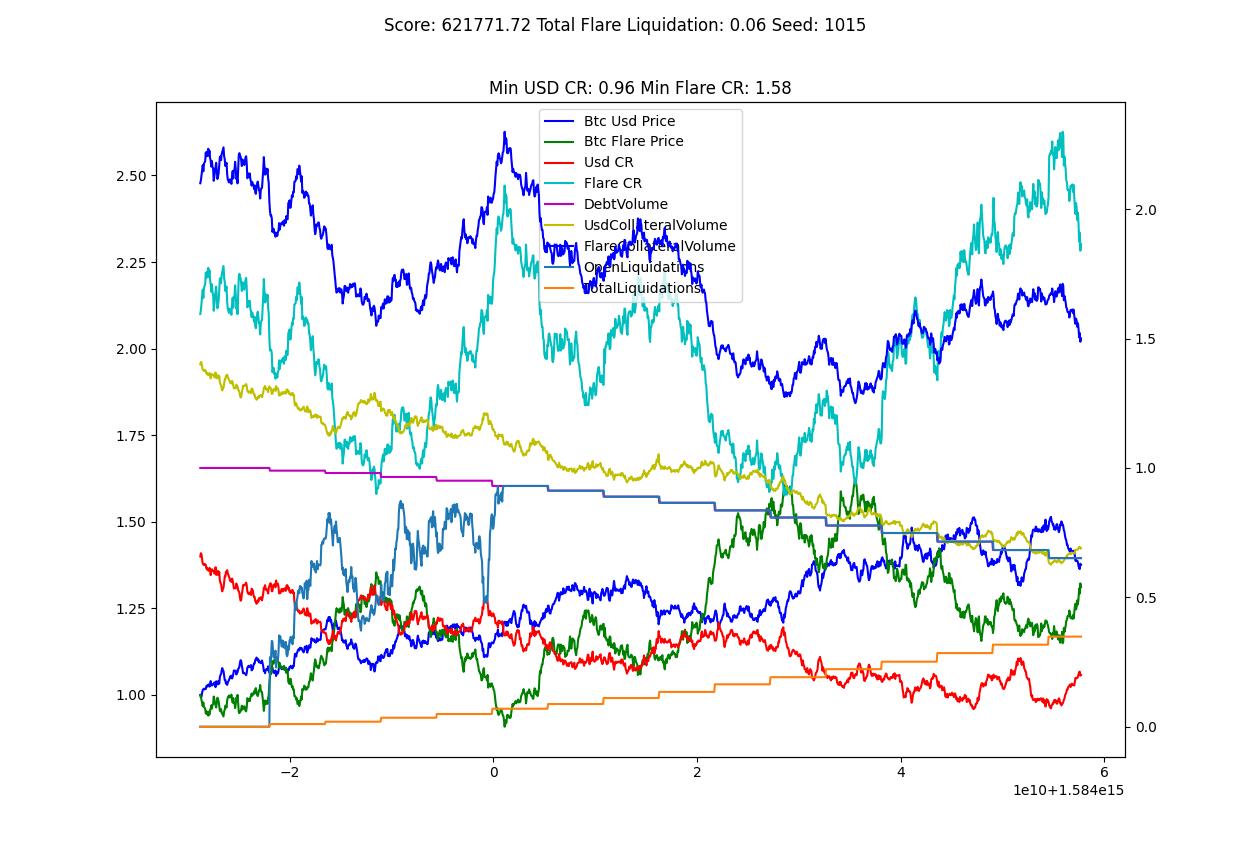 Score: 621771.72 Total Flare Liquidation: 0.06 Seed: 1015
Min USD CR: 0.96 Min Flare CR: 1.58
Btc Usd Price
Btc Flare Price
Usd CR
Flare CR
DebtVolume
UsdCollateralVolume
FlareCollateralVolume
OpenLiquidations
TotalLiquidations
2.50
2.25
2.00
1.75
1.50
1.25
1.00
2.0
1.5
1.0
0.5
0.0
−2
0
2
4
6
1e10+1.584e15